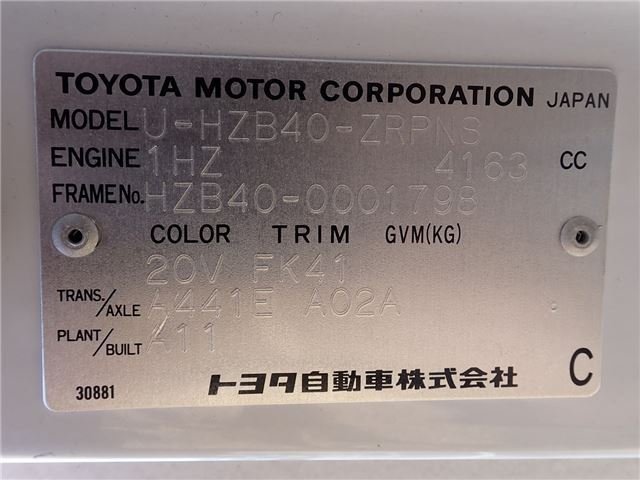 TOYOTA MOTOR CORPORATION JAPAN
MODEL U-HZB40-ZRPNS
ENGINE 1HZ 4163 CC
FRAME No. HZB40-0001798
COLOR TRIM GVM(KG)
20V FK41
TRANS./AXLE A441E A02A
PLANT/BUILT A11
30881 トヨタ自動車株式会社 C